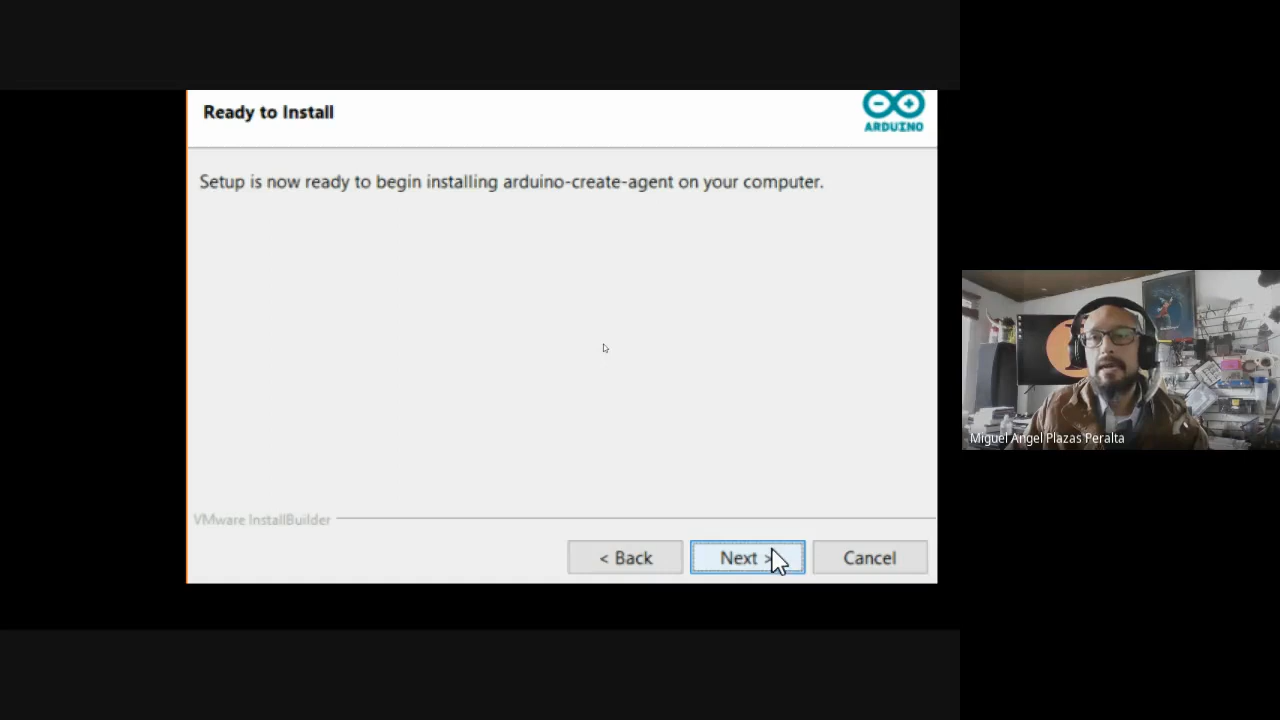 Ready to Install
ARDUINO
Setup is now ready to begin installing arduino-create-agent on your computer.
VMware InstallBuilder
< Back
Next >
Cancel
Miguel Angel Plazas Peralta